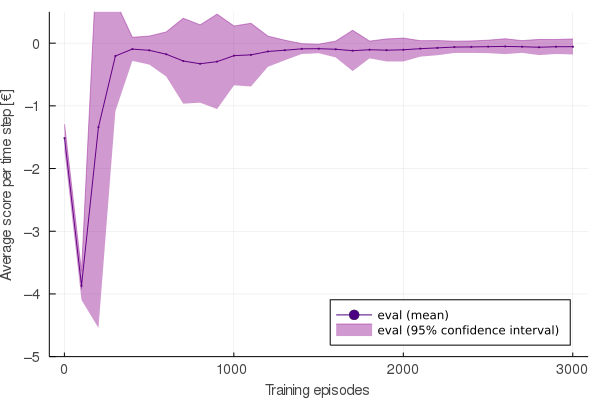 0
−1
−2
−3
−4
−5
Average score per time step [€]
eval (mean)
eval (95% confidence interval)
0
1000
2000
3000
Training episodes